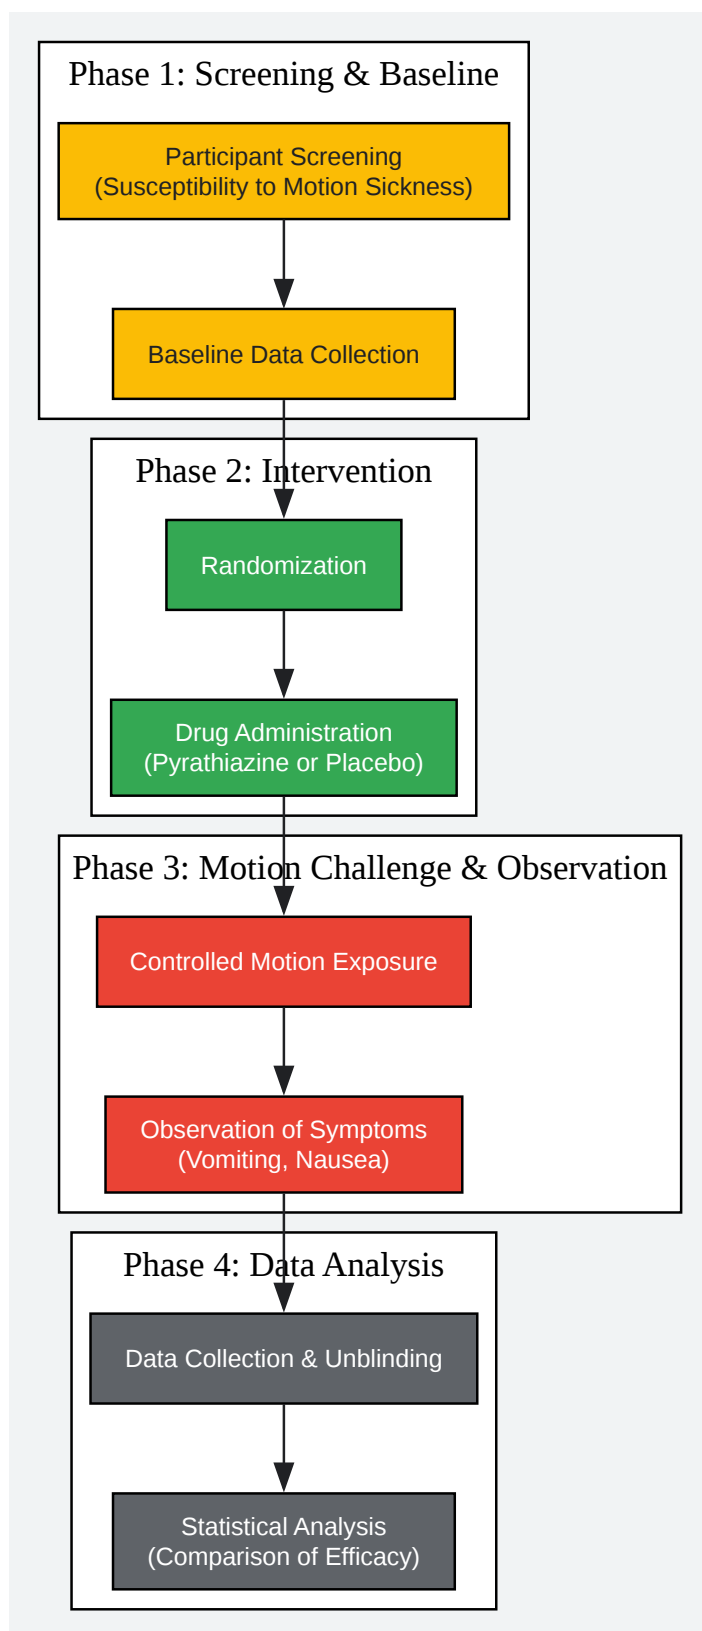 Phase 1: Screening & Baseline
Participant Screening
(Susceptibility to Motion Sickness)
Baseline Data Collection
Phase 2: Intervention
Randomization
Drug Administration
(Pyrathiazine or Placebo)
Phase 3: Motion Challenge & Observation
Controlled Motion Exposure
Observation of Symptoms
(Vomiting, Nausea)
Phase 4: Data Analysis
Data Collection & Unblinding
Statistical Analysis
(Comparison of Efficacy)